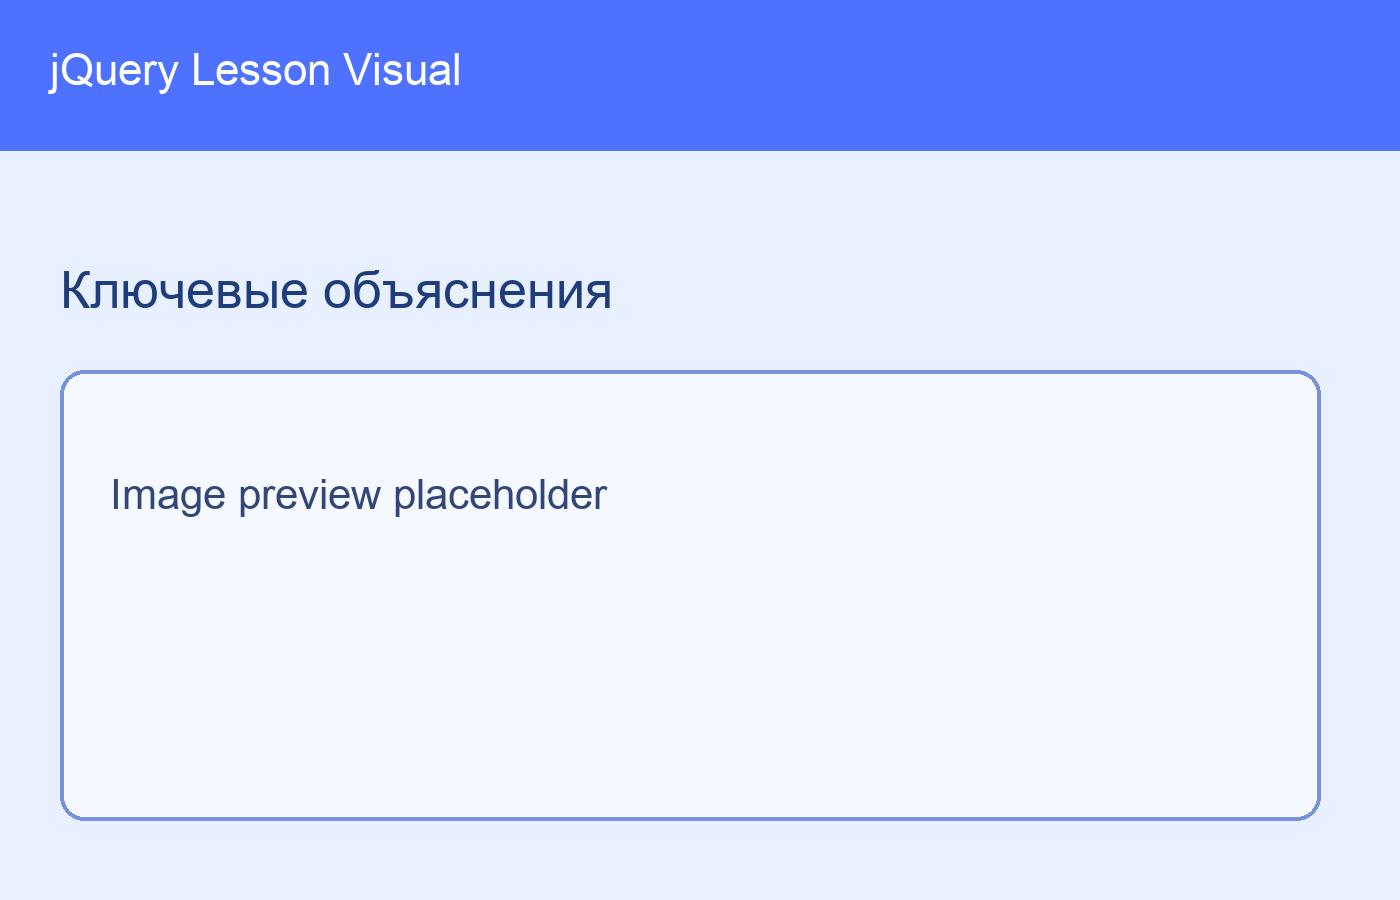 jQuery Lesson Visual
Ключевые объяснения
Image preview placeholder